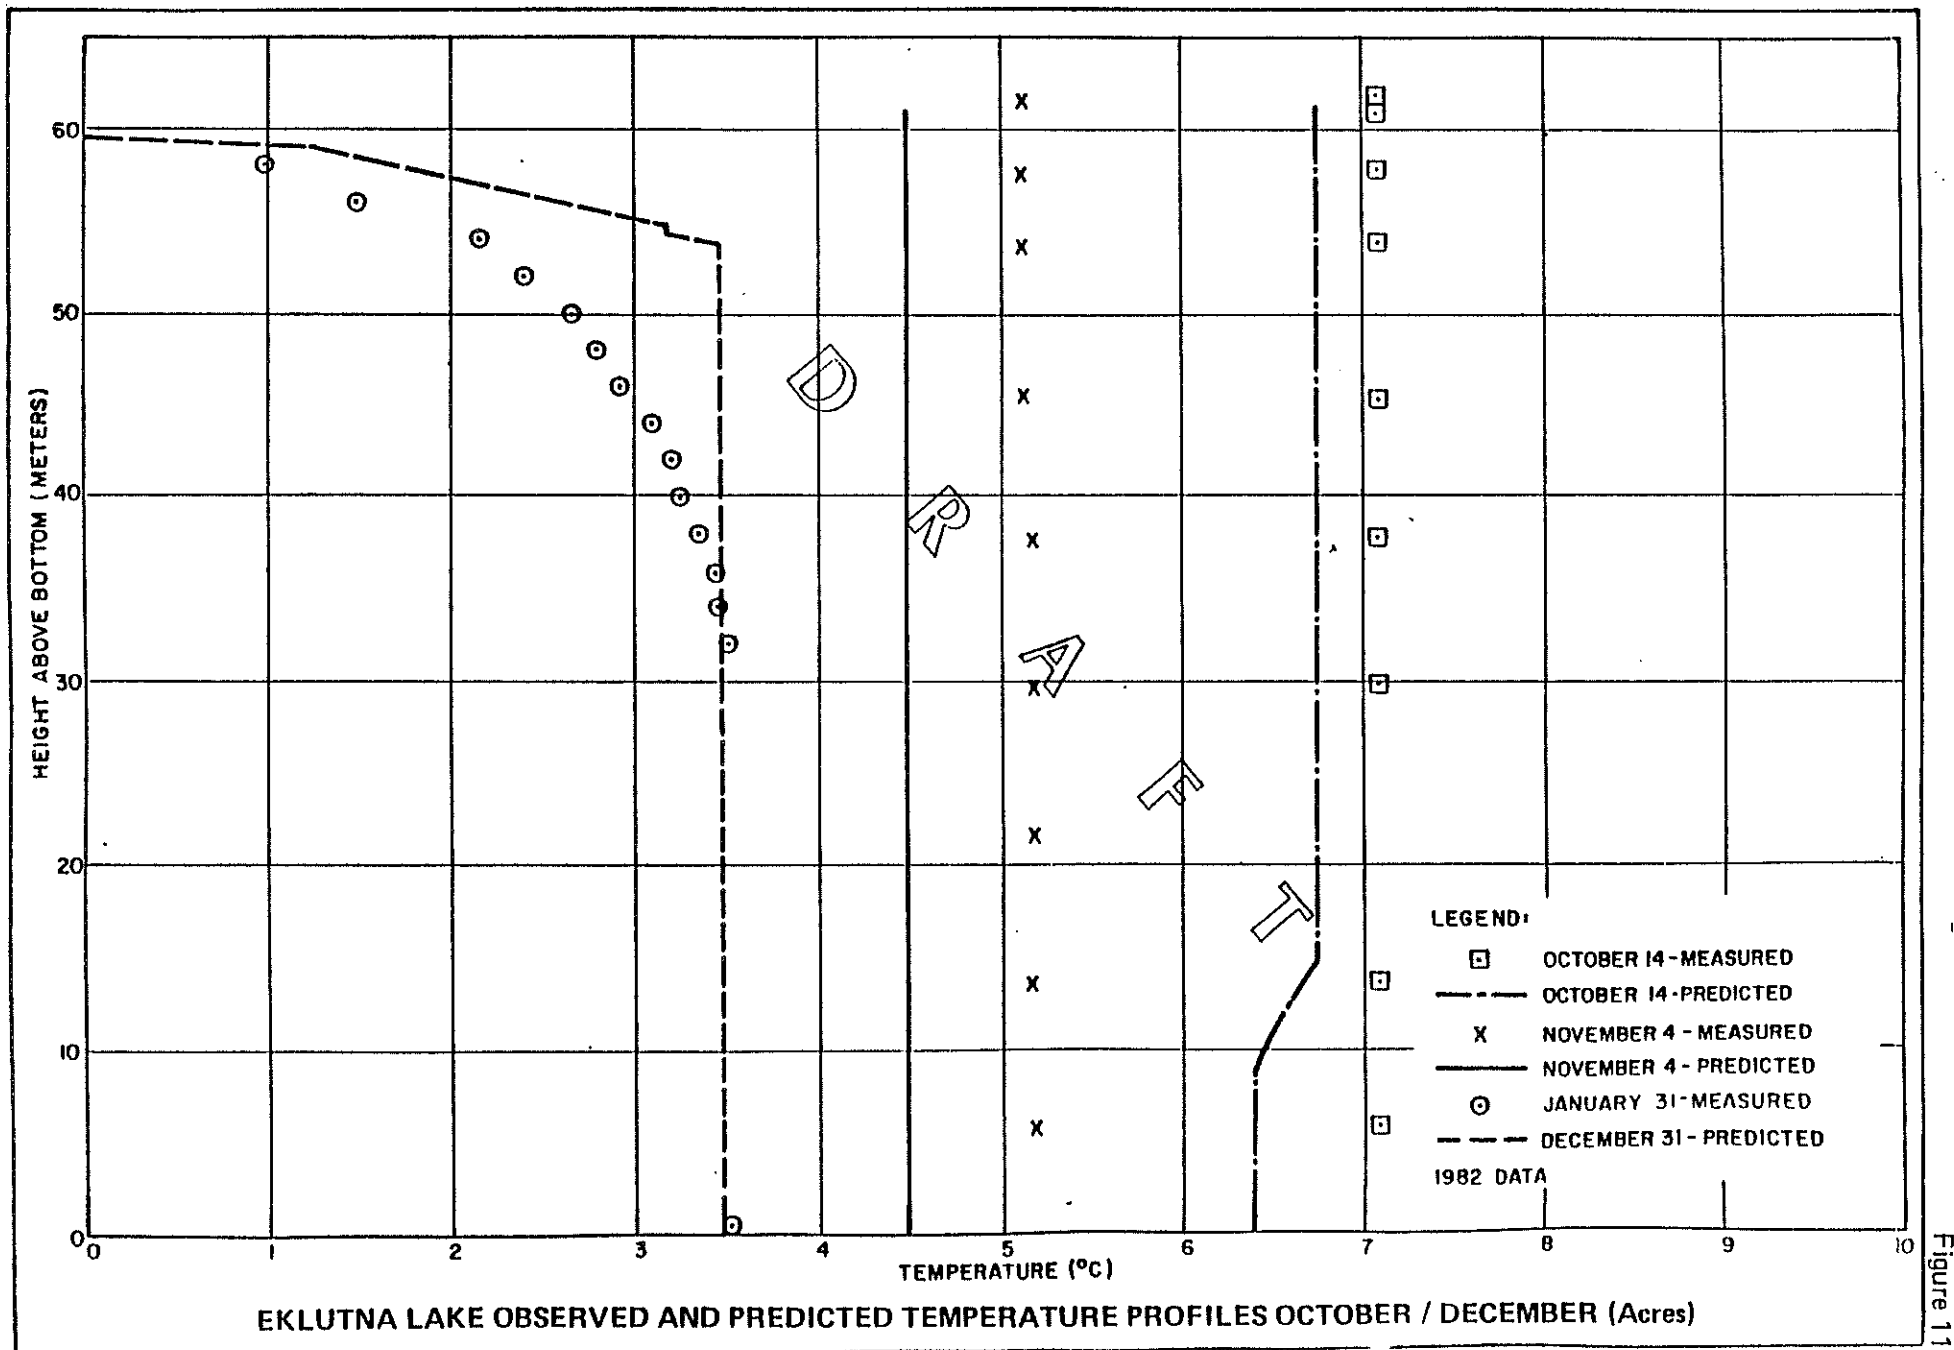 60
50
40
30
20
10
0
HEIGHT ABOVE BOTTOM (METERS)
D
R
A
F
T
LEGEND:
OCTOBER 14-MEASURED
OCTOBER 14-PREDICTED
X NOVEMBER 4 - MEASURED
NOVEMBER 4 - PREDICTED
JANUARY 31-MEASURED
DECEMBER 31 - PREDICTED
1982 DATA
0 1 2 3 4 5 6 7 8 9 10
TEMPERATURE (°C)
EKLUTNA LAKE OBSERVED AND PREDICTED TEMPERATURE PROFILES OCTOBER / DECEMBER (Acres)
Figure 11